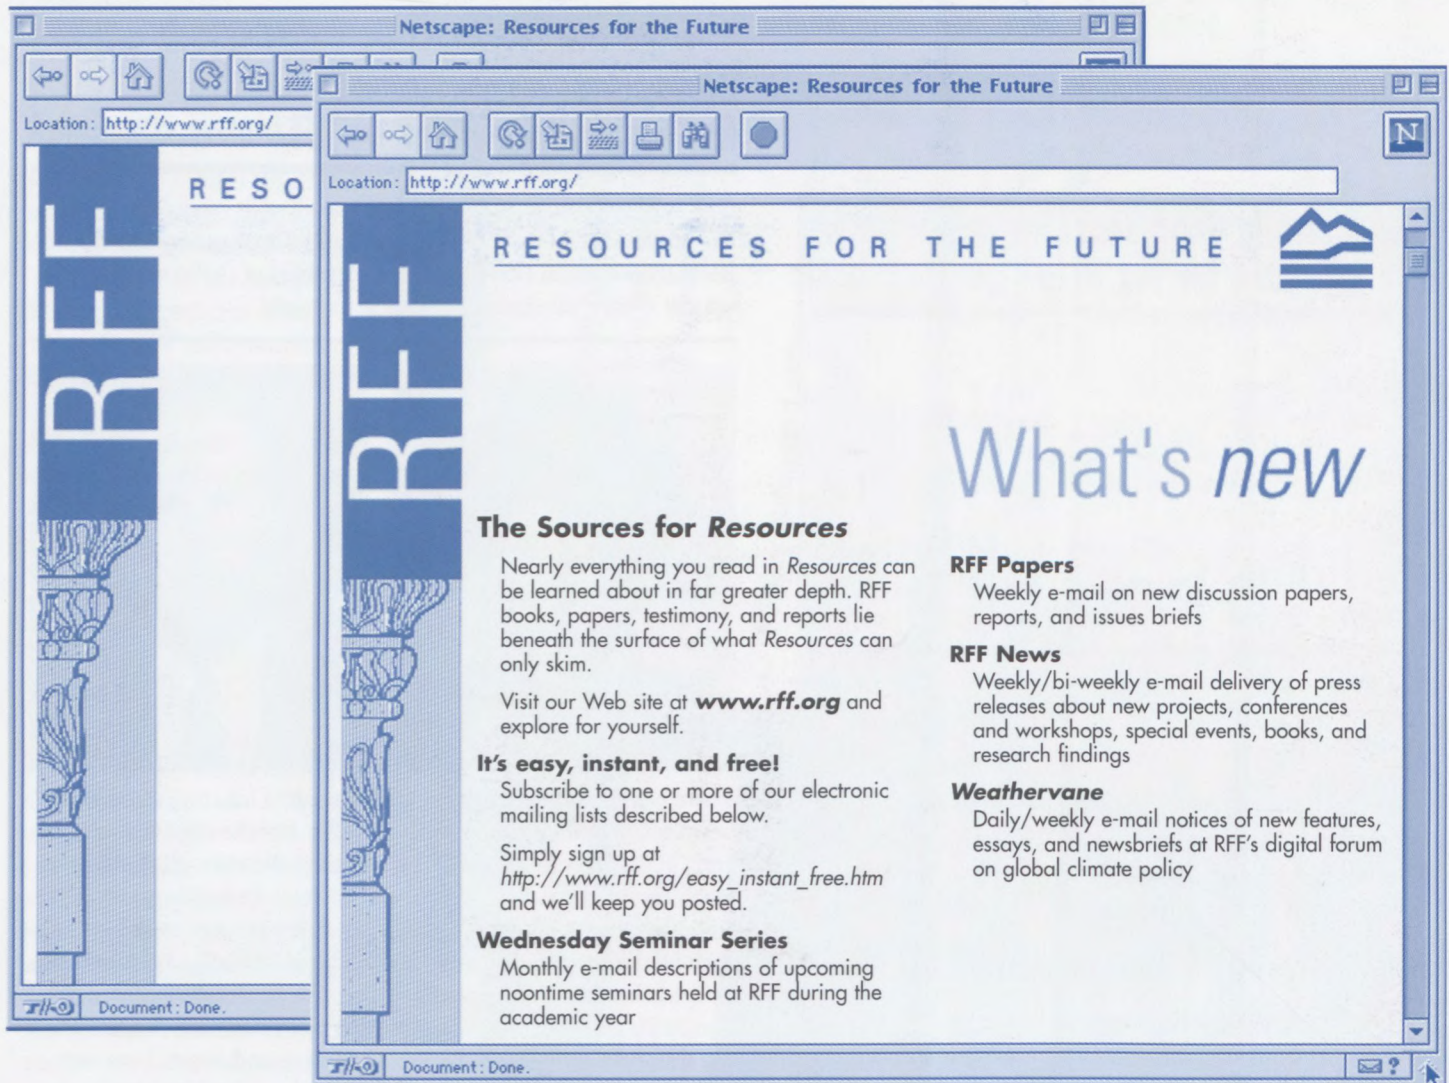 Netscape: Resources for the Future
Location: http://www.rff.org/
RFF
RESO
Document: Done.
Netscape: Resources for the Future
N
Location: http://www.rff.org/
RFF
RESOURCES FOR THE FUTURE
What's new
The Sources for Resources
Nearly everything you read in Resources can
be learned about in far greater depth. RFF
books, papers, testimony, and reports lie
beneath the surface of what Resources can
only skim.
Visit our Web site at www.rff.org and
explore for yourself.
It's easy, instant, and free!
Subscribe to one or more of our electronic
mailing lists described below.
Simply sign up at
http://www.rff.org/easy_instant_free.htm
and we'll keep you posted.
Wednesday Seminar Series
Monthly e-mail descriptions of upcoming
noontime seminars held at RFF during the
academic year
RFF Papers
Weekly e-mail on new discussion papers,
reports, and issues briefs
RFF News
Weekly/bi-weekly e-mail delivery of press
releases about new projects, conferences
and workshops, special events, books, and
research findings
Weathervane
Daily/weekly e-mail notices of new features,
essays, and newsbriefs at RFF's digital forum
on global climate policy
Document: Done.
?